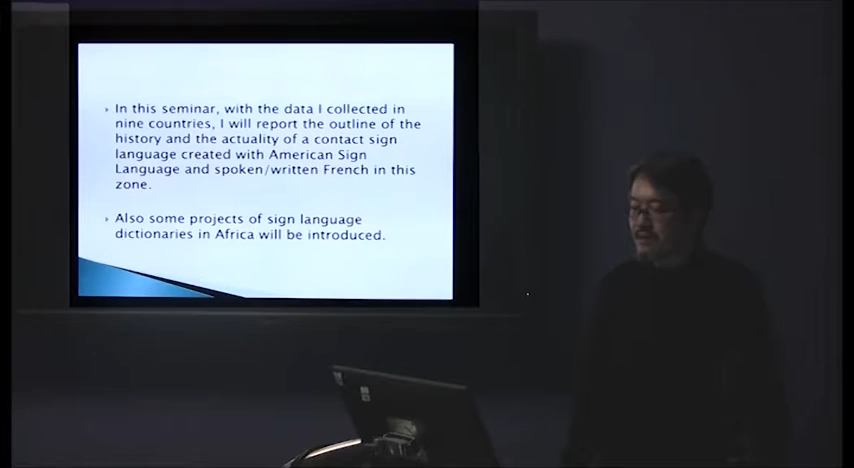 In this seminar, with the data I collected in
nine countries, I will report the outline of the
history and the actuality of a contact sign
language created with American Sign
Language and spoken/written French in this
zone.
Also some projects of sign language
dictionaries in Africa will be introduced.